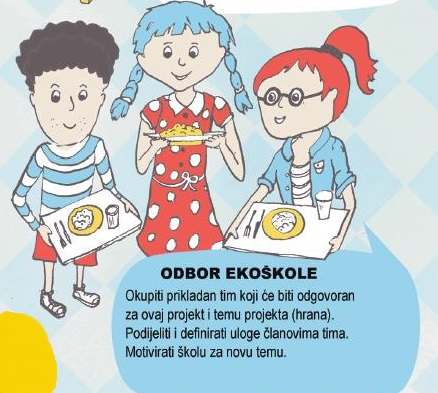 ODBOR EKOŠKOLE
Okupiti prikladan tim koji će biti odgovoran
za ovaj projekt i temu projekta (hrana).
Podijeliti i definirati uloge članovima tima.
Motivirati školu za novu temu.